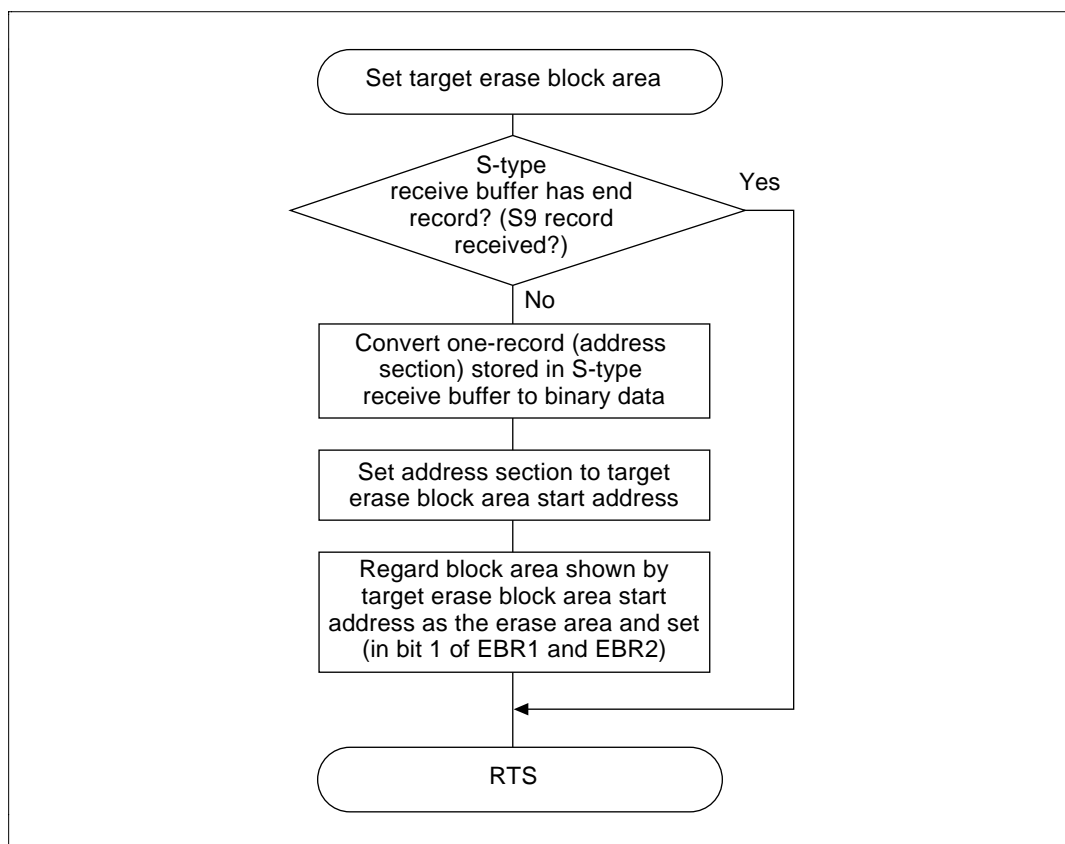 Set target erase block area
S-type
receive buffer has end
record? (S9 record
received?)
Yes
No
Convert one-record (address
section) stored in S-type
receive buffer to binary data
Set address section to target
erase block area start address
Regard block area shown by
target erase block area start
address as the erase area and set
(in bit 1 of EBR1 and EBR2)
RTS